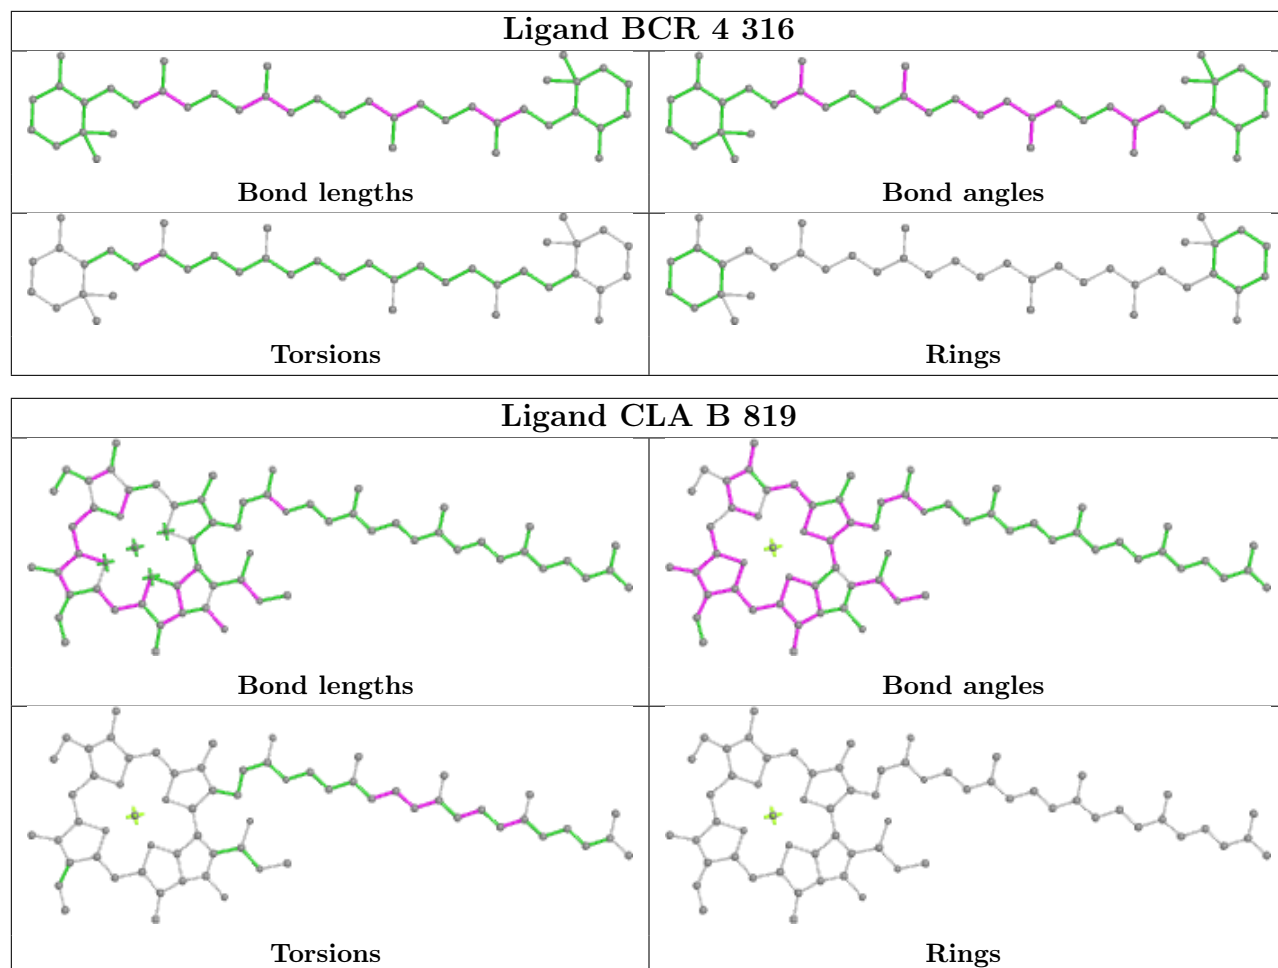 Ligand BCR 4 316
Bond lengths
Bond angles
Torsions
Rings
Ligand CLA B 819
Bond lengths
Bond angles
Torsions
Rings